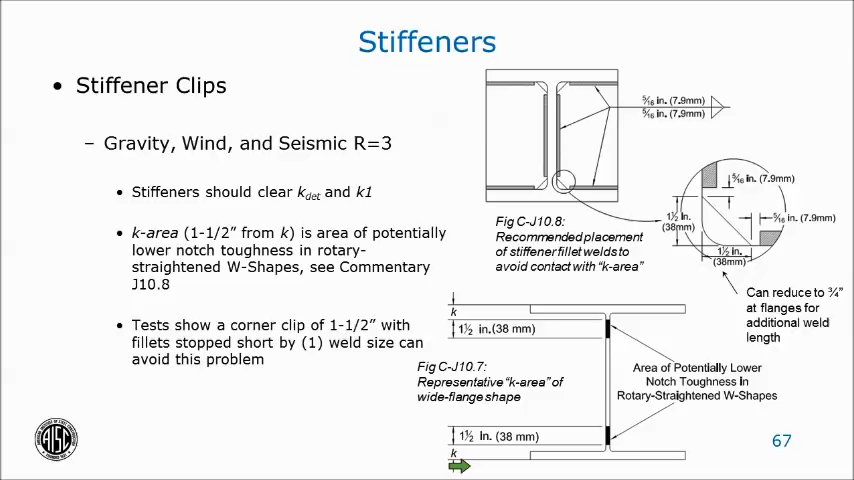 Stiffeners
• Stiffener Clips
– Gravity, Wind, and Seismic R=3
• Stiffeners should clear kdet and k1
• k-area (1-1/2” from k) is area of potentially
lower notch toughness in rotary-
straightened W-Shapes, see Commentary
J10.8
• Tests show a corner clip of 1-1/2” with
fillets stopped short by (1) weld size can
avoid this problem
5⁄16 in. (7.9mm)
5⁄16 in. (7.9mm)
5⁄16 in. (7.9mm)
1½ in.
(38mm)
5⁄16 in. (7.9mm)
1½ in.
(38mm)
Fig C-J10.8:
Recommended placement
of stiffener fillet welds to
avoid contact with “k-area”
Can reduce to ¾”
at flanges for
additional weld
length
k
1½ in.(38 mm)
Fig C-J10.7:
Representative “k-area” of
wide-flange shape
Area of Potentially Lower
Notch Toughness in
Rotary-Straightened W-Shapes
1½ In. (38 mm)
k
AISC
67